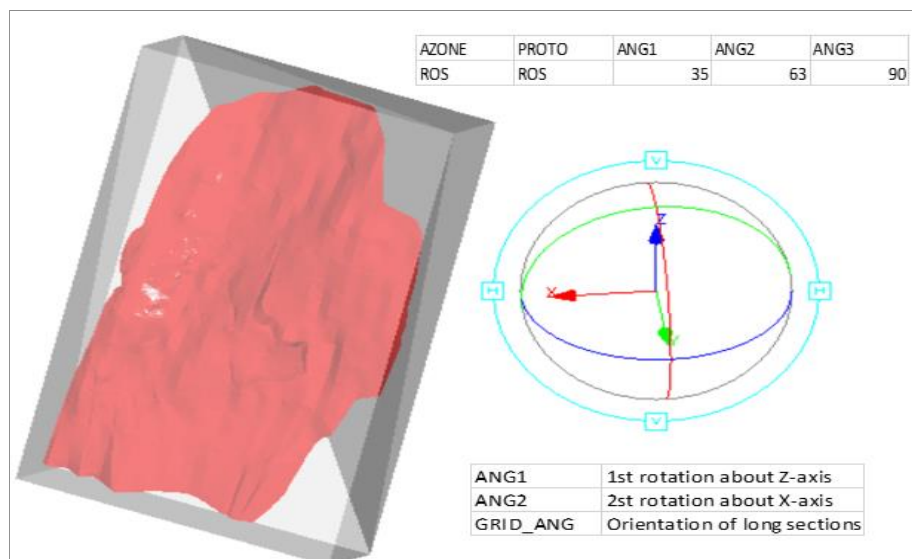 AZONE PROTO ANG1 ANG2 ANG3
ROS ROS 35 63 90
V
Z
H X H
Y
V
ANG1 1st rotation about Z-axis
ANG2 2st rotation about X-axis
GRID_ANG Orientation of long sections